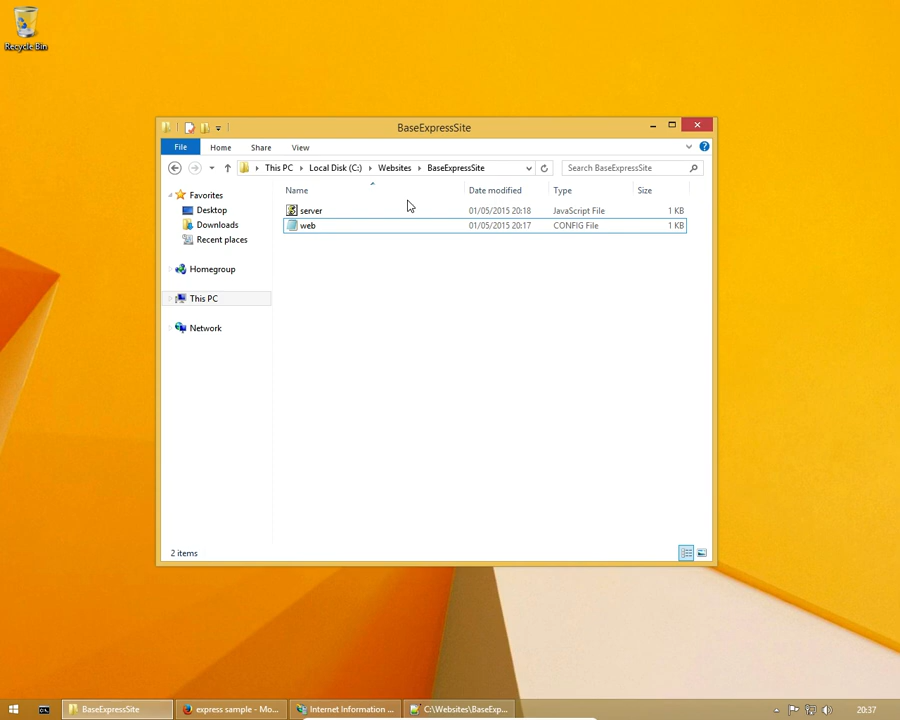 Recycle Bin
BaseExpressSite
File Home Share View
This PC Local Disk (C:) Websites BaseExpressSite Search BaseExpressSite
Name Date modified Type Size
Favorites
Desktop
Downloads
Recent places
Homegroup
This PC
Network
server 01/05/2015 20:18 JavaScript File 1 KB
web 01/05/2015 20:17 CONFIG File 1 KB
2 items
BaseExpressSite express sample - Mo... Internet Information ... C:\Websites\BaseExp... 20:37